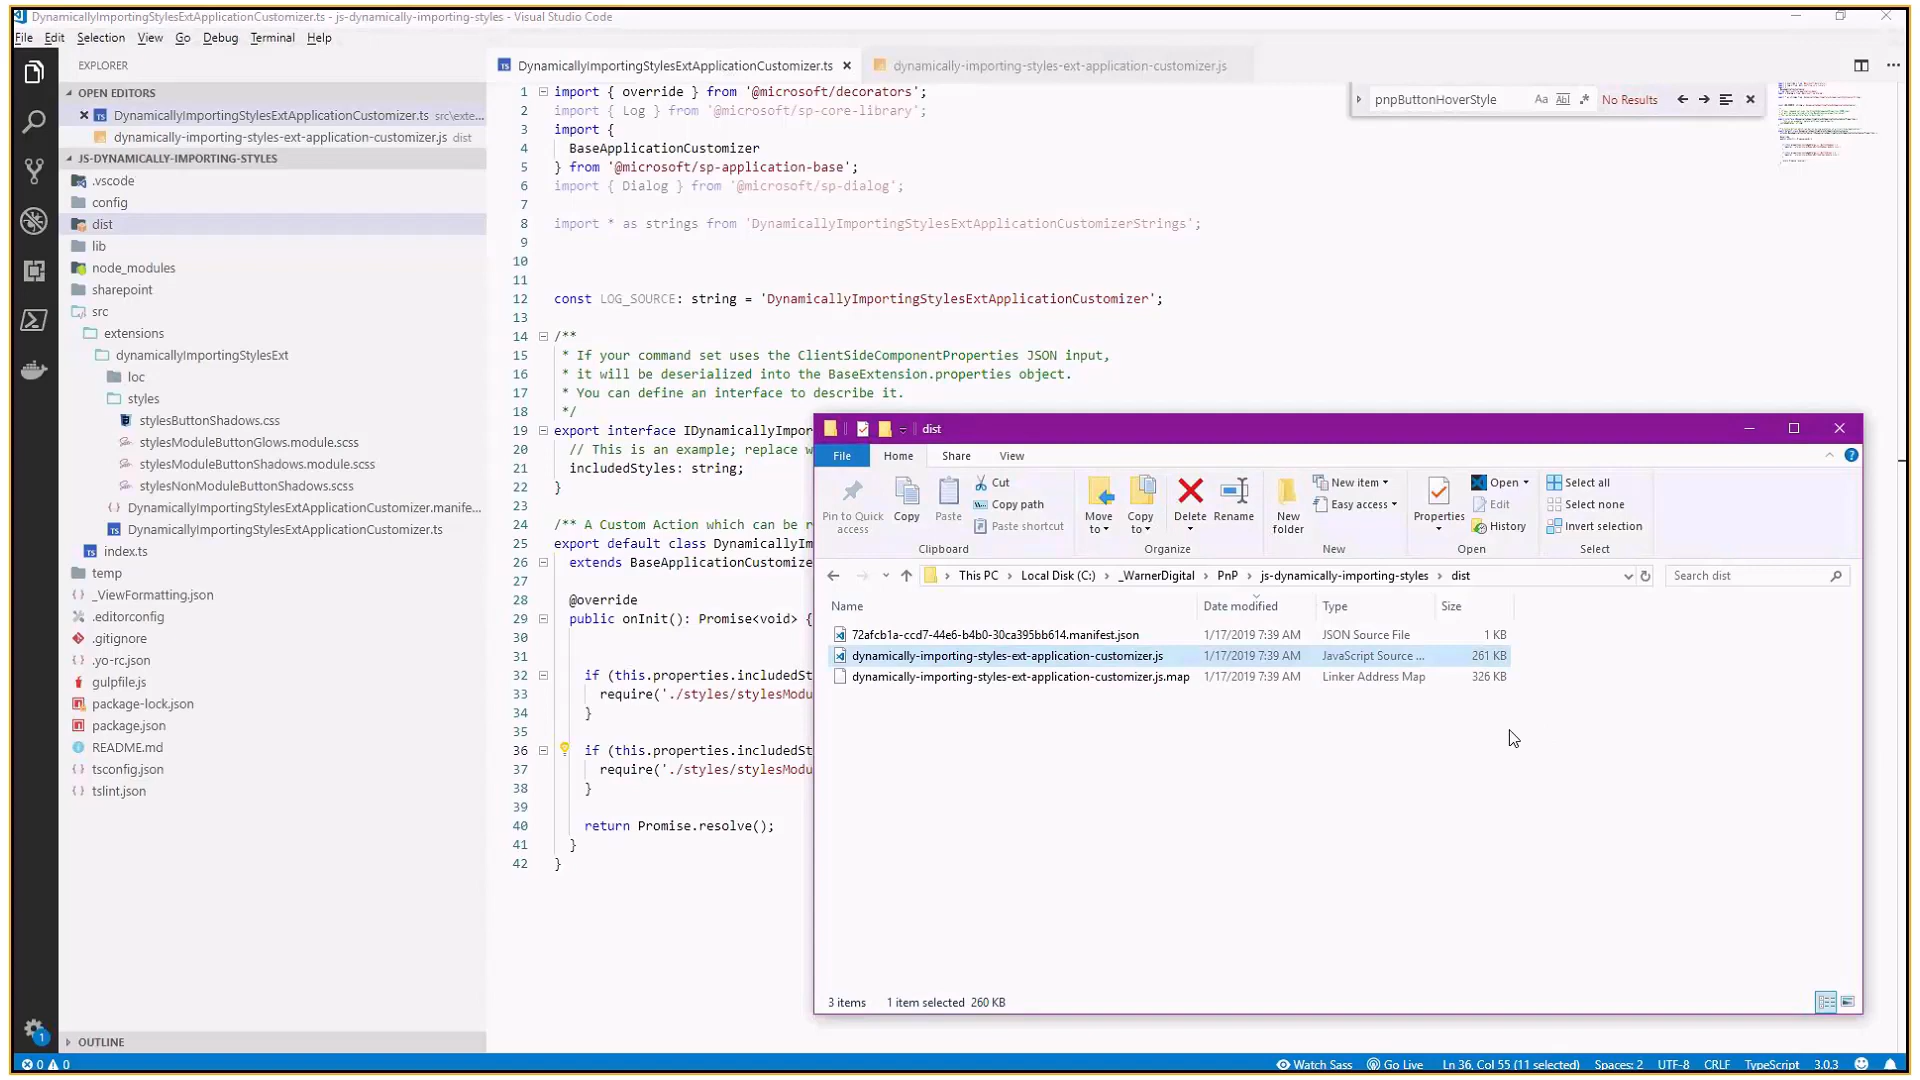 DynamicallyImportingStylesExtApplicationCustomizer.ts - js-dynamically-importing-styles - Visual Studio Code
File Edit Selection View Go Debug Terminal Help
EXPLORER
OPEN EDITORS
DynamicallyImportingStylesExtApplicationCustomizer.ts src\exte...
dynamically-importing-styles-ext-application-customizer.js dist
JS-DYNAMICALLY-IMPORTING-STYLES
.vscode
config
dist
lib
node_modules
sharepoint
src
extensions
dynamicallyImportingStylesExt
loc
styles
stylesButtonShadows.css
stylesModuleButtonGlows.module.scss
stylesModuleButtonShadows.module.scss
stylesNonModuleButtonShadows.scss
DynamicallyImportingStylesExtApplicationCustomizer.manife...
DynamicallyImportingStylesExtApplicationCustomizer.ts
index.ts
temp
_ViewFormatting.json
.editorconfig
.gitignore
.yo-rc.json
gulpfile.js
package-lock.json
package.json
README.md
tsconfig.json
tslint.json
OUTLINE
DynamicallyImportingStylesExtApplicationCustomizer.ts
dynamically-importing-styles-ext-application-customizer.js
pnpButtonHoverStyle Aa Abl .* No Results
1 import { override } from '@microsoft/decorators';
2 import { Log } from '@microsoft/sp-core-library';
3 import {
4 BaseApplicationCustomizer
5 } from '@microsoft/sp-application-base';
6 import { Dialog } from '@microsoft/sp-dialog';
7
8 import * as strings from 'DynamicallyImportingStylesExtApplicationCustomizerStrings';
9
10
11
12 const LOG_SOURCE: string = 'DynamicallyImportingStylesExtApplicationCustomizer';
13
14 /**
15 * If your command set uses the ClientSideComponentProperties JSON input,
16 * it will be deserialized into the BaseExtension.properties object.
17 * You can define an interface to describe it.
18 */
19 export interface IDynamicallyImpor
20 // This is an example; replace w
21 includedStyles: string;
22 }
23
24 /** A Custom Action which can be r
25 export default class DynamicallyIm
26 extends BaseApplicationCustomize
27
28 @override
29 public onInit(): Promise<void> {
30
31
32 if (this.properties.includedSt
33 require('./styles/stylesModu
34 }
35
36 if (this.properties.includedSt
37 require('./styles/stylesModu
38 }
39
40 return Promise.resolve();
41 }
42 }
dist
File Home Share View
Pin to Quick access
Copy
Paste
Cut
Copy path
Paste shortcut
Clipboard
Move to
Copy to
Delete
Rename
Organize
New folder
New item
Easy access
New
Properties
Open
Edit
History
Open
Select all
Select none
Invert selection
Select
This PC › Local Disk (C:) › _WarnerDigital › PnP › js-dynamically-importing-styles › dist
Search dist
Name Date modified Type Size
72afcb1a-ccd7-44e6-b4b0-30ca395bb614.manifest.json 1/17/2019 7:39 AM JSON Source File 1 KB
dynamically-importing-styles-ext-application-customizer.js 1/17/2019 7:39 AM JavaScript Source ... 261 KB
dynamically-importing-styles-ext-application-customizer.js.map 1/17/2019 7:39 AM Linker Address Map 326 KB
3 items 1 item selected 260 KB
1
0 0 Watch Sass Go Live Ln 36, Col 55 (11 selected) Spaces: 2 UTF-8 CRLF TypeScript 3.0.3